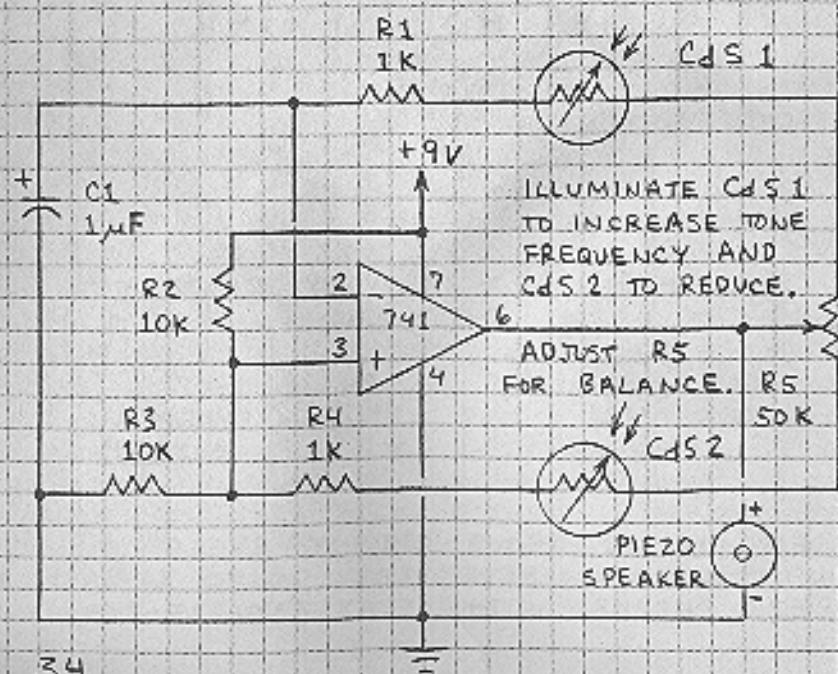 R1
1K
CdS 1
+9V
+
C1
1µF
ILLUMINATE CdS 1
TO INCREASE TONE
FREQUENCY AND
CdS 2 TO REDUCE.
R2
10K
2
-
7
741
6
3
+
4
ADJUST R5
FOR BALANCE.
R5
50K
R3
10K
R4
1K
CdS 2
+
PIEZO
SPEAKER
-
34